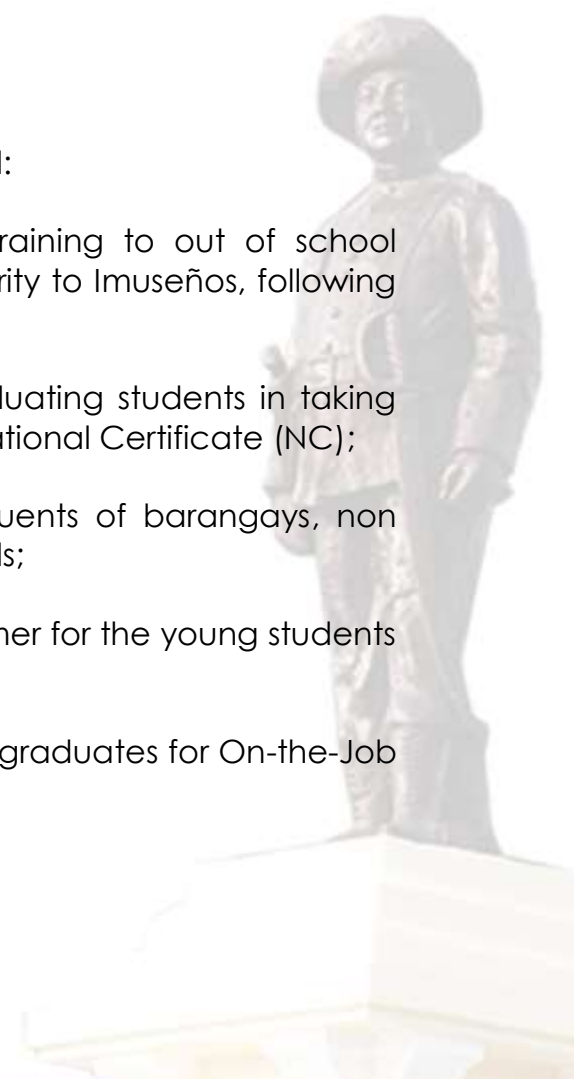 :
raining to out of school
rity to Imuseños, following
luating students in taking
ational Certificate (NC);
uents of barangays, non
ls;
ner for the young students
graduates for On-the-Job